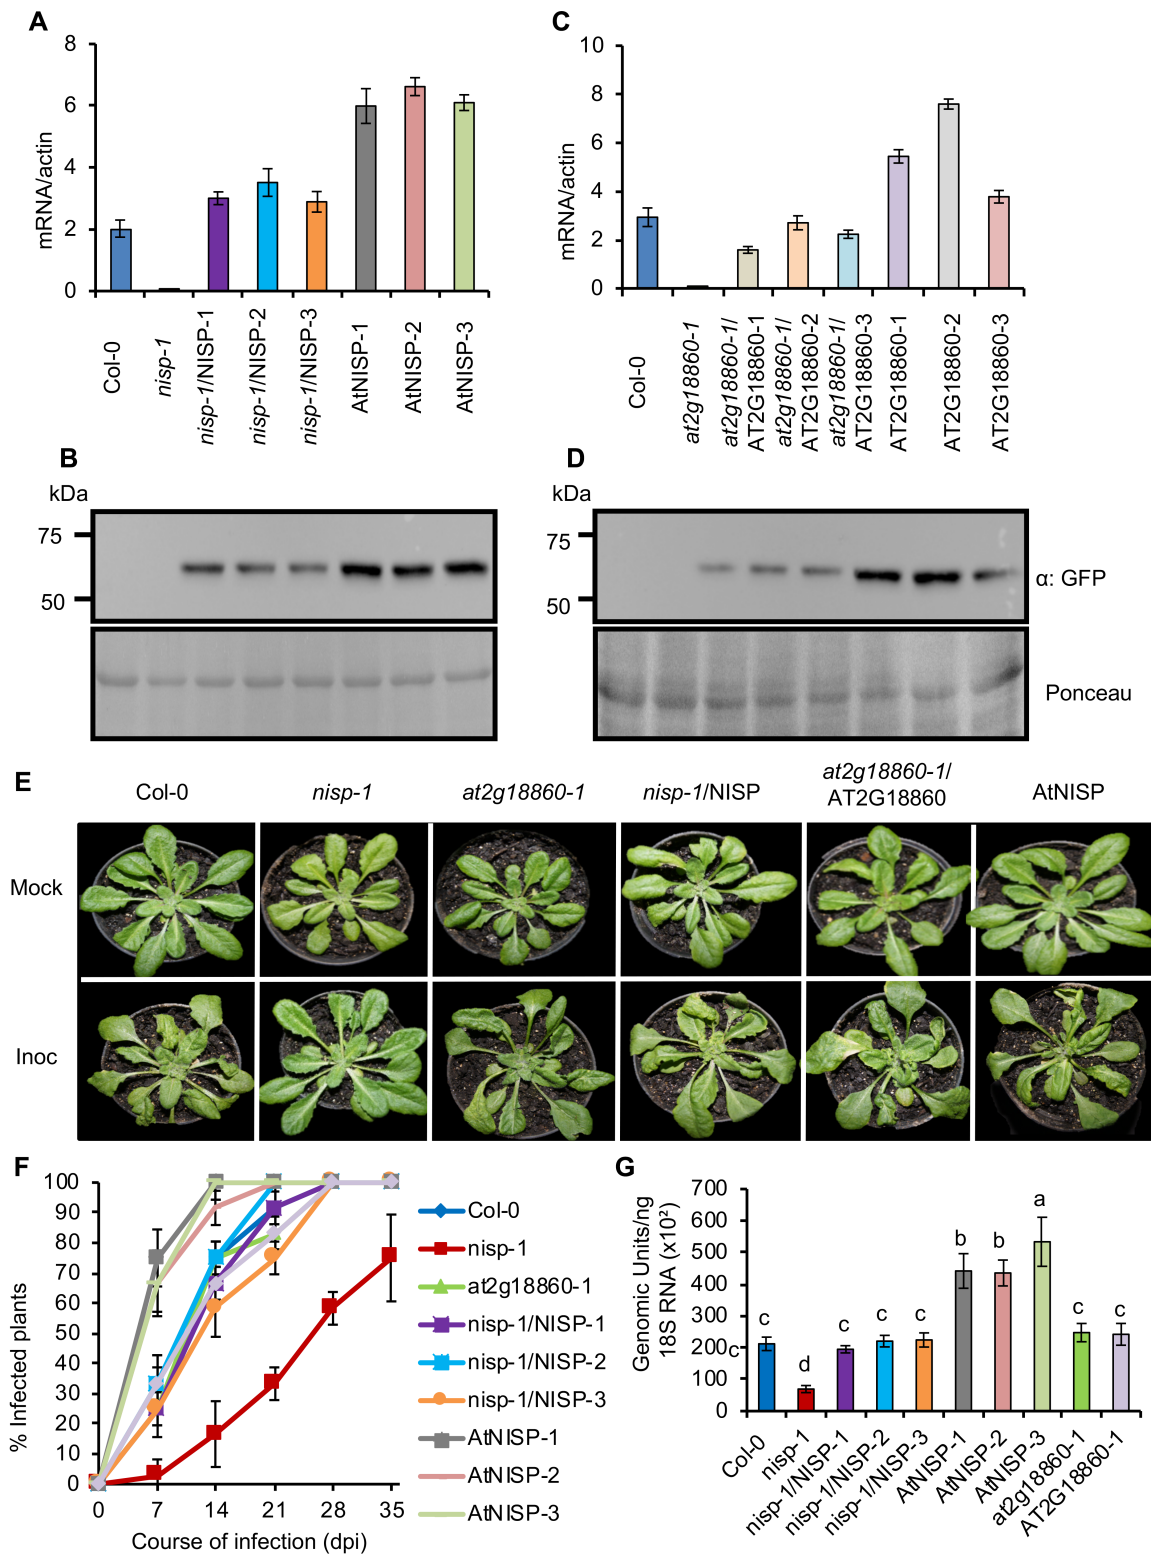 A
8
6
4
2
0
mRNA/actin
Col-0
nisp-1
nisp-1/NISP-1
nisp-1/NISP-2
nisp-1/NISP-3
AtNISP-1
AtNISP-2
AtNISP-3
C
10
8
6
4
2
0
mRNA/actin
Col-0
at2g18860-1
at2g18860-1/
AT2G18860-1
at2g18860-1/
AT2G18860-2
at2g18860-1/
AT2G18860-3
AT2G18860-1
AT2G18860-2
AT2G18860-3
B
kDa
75
50
D
kDa
75
50
α: GFP
Ponceau
E
Col-0
nisp-1
at2g18860-1
nisp-1/NISP
at2g18860-1/
AT2G18860
AtNISP
Mock
Inoc
F
100
90
80
70
60
50
40
30
20
10
0
% Infected plants
0 7 14 21 28 35
Course of infection (dpi)
Col-0
nisp-1
at2g18860-1
nisp-1/NISP-1
nisp-1/NISP-2
nisp-1/NISP-3
AtNISP-1
AtNISP-2
AtNISP-3
G
700
600
500
400
300
200
100
0
Genomic Units/ng
18S RNA (x10²)
c
c
d
c
c
c
b
b
a
c
c
Col-0
nisp-1
nisp-1/NISP-1
nisp-1/NISP-2
nisp-1/NISP-3
AtNISP-1
AtNISP-2
AtNISP-3
at2g18860-1
AT2G18860-1